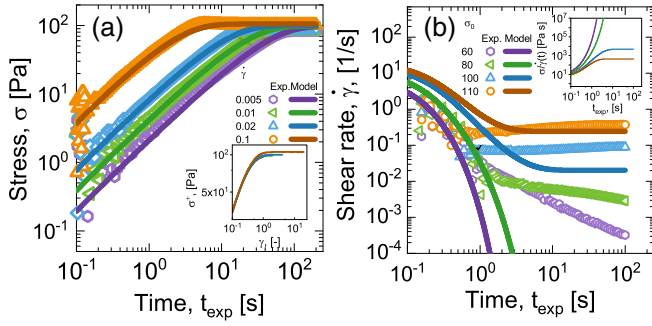 (a)
Stress, σ [Pa]
10²
10¹
10⁰
10⁻¹
10⁻¹ 10⁰ 10¹ 10²
Time, t_exp [s]
γ̇
Exp. Model
0.005
0.01
0.02
0.1
σ⁺, [Pa]
10²
5x10¹
10⁻¹ 10⁰ 10¹
γ, [-]
(b)
Shear rate, γ̇, [1/s]
10²
10¹
10⁰
10⁻¹
10⁻²
10⁻³
10⁻⁴
10⁻¹ 10⁰ 10¹ 10²
Time, t_exp [s]
σ₀
Exp. Model
60
80
100
110
10⁷
10⁵
10³
10¹
10⁻¹ 10⁰ 10¹ 10²
t_exp, [s]